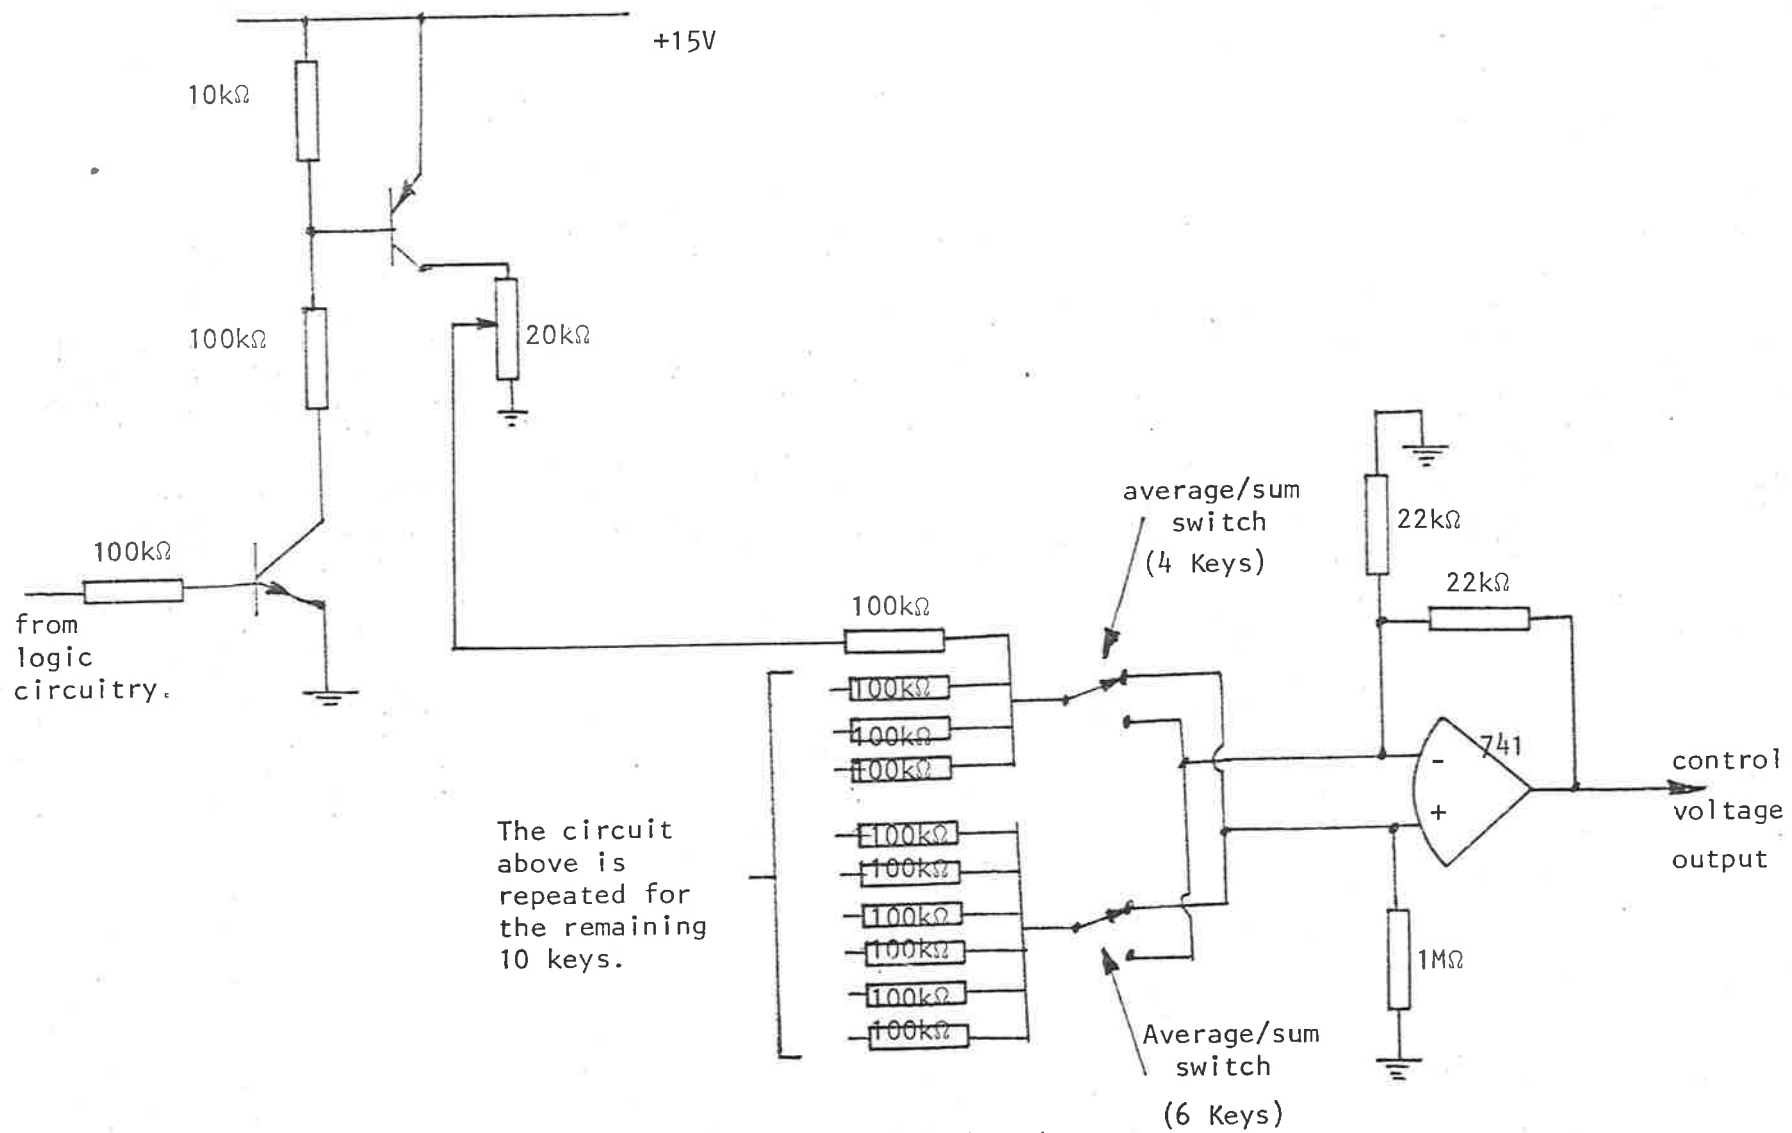 +15V
10kΩ
100kΩ
20kΩ
100kΩ
from
logic
circuitry.
average/sum
switch
(4 Keys)
22kΩ
22kΩ
100kΩ
100kΩ
100kΩ
100kΩ
741
-
+
control
voltage
output
The circuit
above is
repeated for
the remaining
10 keys.
100kΩ
100kΩ
100kΩ
100kΩ
100kΩ
100kΩ
1MΩ
Average/sum
switch
(6 Keys)